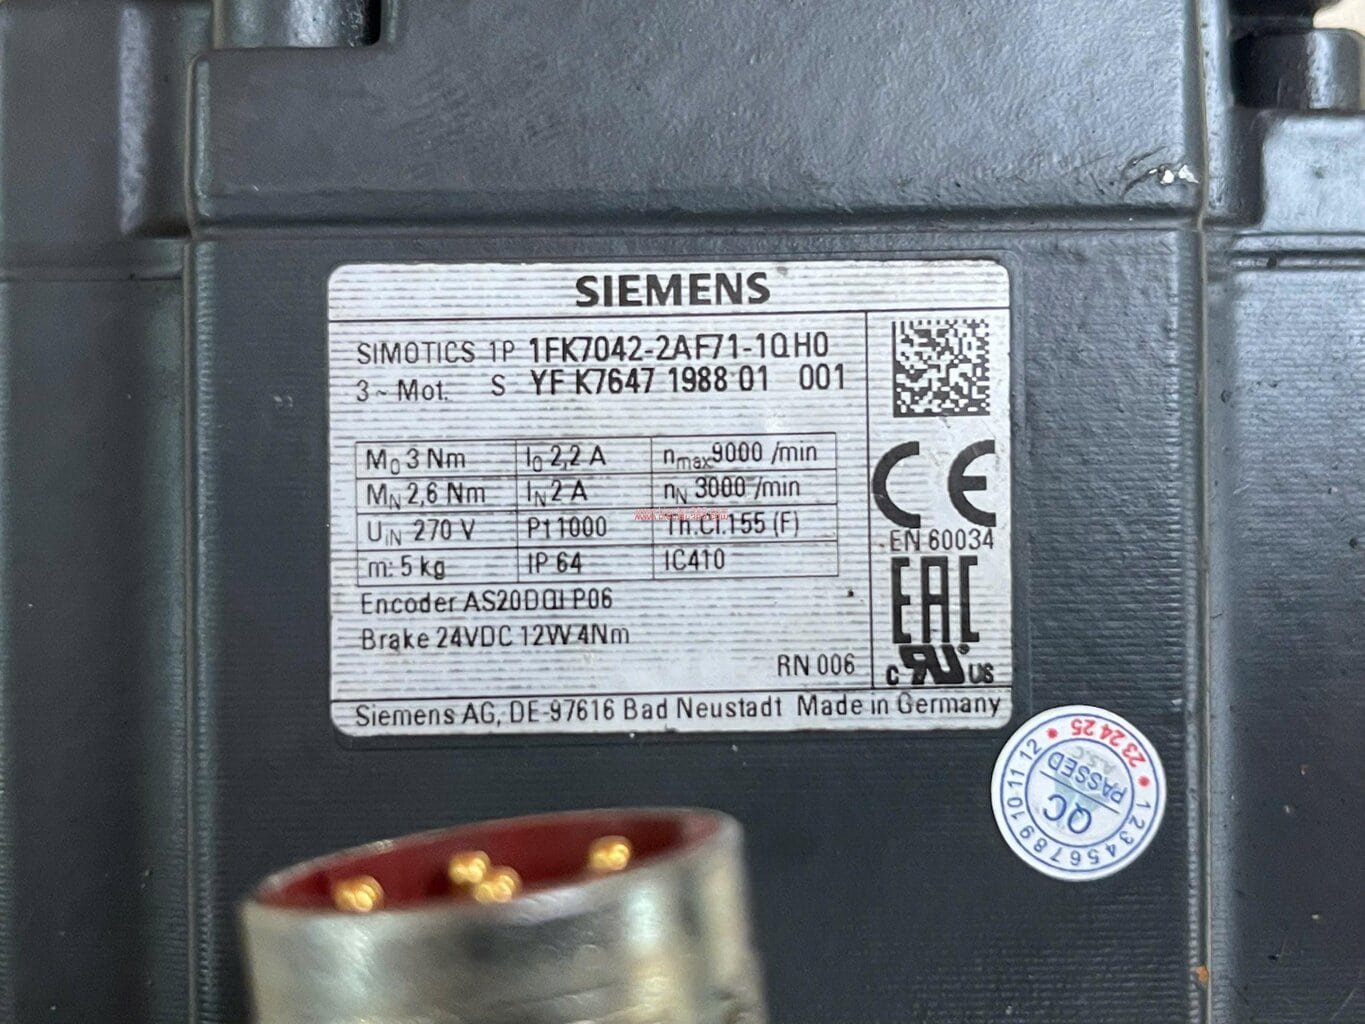 SIEMENS
SIMOTICS 1P 1FK7042-2AF71-1QH0
3~Mot. S YF K7647 1988 01 001
M0 3 Nm I0 2,2 A nmax 9000 /min
MN 2,6 Nm IN 2 A nN 3000 /min
UIN 270 V Pt1000 Th.Cl.155 (F)
m: 5 kg IP 64 IC410
Encoder AS20DQI P06
Brake 24VDC 12W 4Nm
RN 006
CE
EN 60034
EAC
c RU ® US
Siemens AG, DE-97616 Bad Neustadt Made in Germany
23 24 25
1 2 3 4 5 6 7 8 9 10 11 12
QC
PASSED